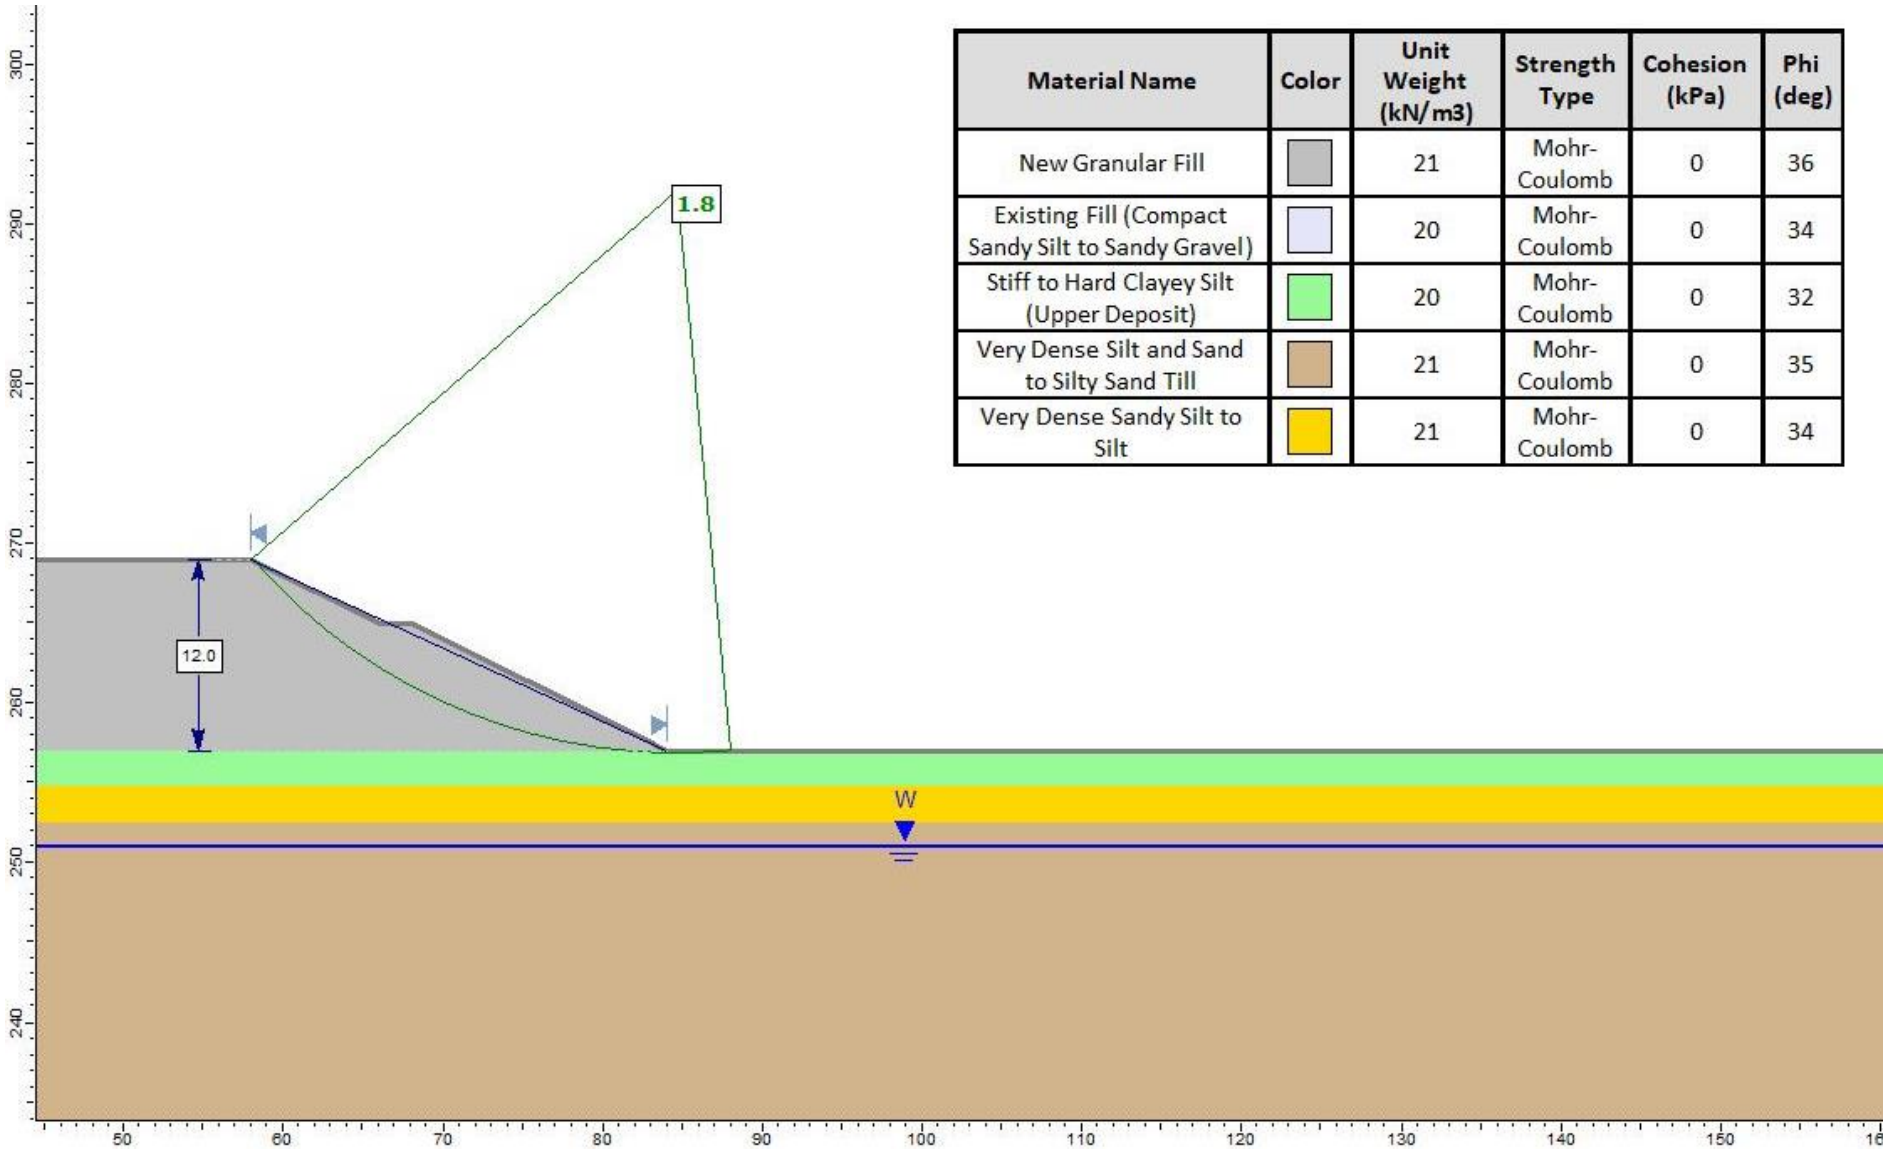 Material Name Color Unit Weight (kN/m3) Strength Type Cohesion (kPa) Phi (deg)
New Granular Fill 21 Mohr-Coulomb 0 36
Existing Fill (Compact Sandy Silt to Sandy Gravel) 20 Mohr-Coulomb 0 34
Stiff to Hard Clayey Silt (Upper Deposit) 20 Mohr-Coulomb 0 32
Very Dense Silt and Sand to Silty Sand Till 21 Mohr-Coulomb 0 35
Very Dense Sandy Silt to Silt 21 Mohr-Coulomb 0 34
1.8
12.0
W
300
290
280
270
260
250
240
50 60 70 80 90 100 110 120 130 140 150 16